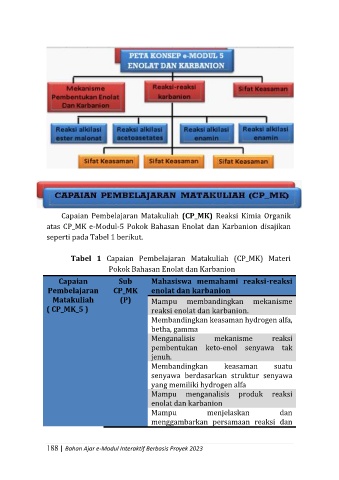 PETA KONSEP e-MODUL 5
ENOLAT DAN KARBANION
Mekanisme
Pembentukan Enolat
Dan Karbanion
Reaksi-reaksi
karbanion
Sifat Keasaman
Reaksi alkilasi
ester malonat
Reaksi alkilasi
acetoasetates
Reaksi alkilasi
enamin
Reaksi alkilasi
enamin
Sifat Keasaman
Sifat Keasaman
Sifat Keasaman
CAPAIAN PEMBELAJARAN MATAKULIAH (CP_MK)
Capaian Pembelajaran Matakuliah (CP_MK) Reaksi Kimia Organik
atas CP_MK e-Modul-5 Pokok Bahasan Enolat dan Karbanion disajikan
seperti pada Tabel 1 berikut.
Tabel 1 Capaian Pembelajaran Matakuliah (CP_MK) Materi
Pokok Bahasan Enolat dan Karbanion
Capaian
Pembelajaran
Matakuliah
( CP_MK_5 )
Sub
CP_MK
(P)
Mahasiswa memahami reaksi-reaksi
enolat dan karbanion
Mampu membandingkan mekanisme
reaksi enolat dan karbanion.
Membandingkan keasaman hydrogen alfa,
betha, gamma
Menganalisis mekanisme reaksi
pembentukan keto-enol senyawa tak
jenuh.
Membandingkan keasaman suatu
senyawa berdasarkan struktur senyawa
yang memiliki hydrogen alfa
Mampu menganalisis produk reaksi
enolat dan karbanion
Mampu menjelaskan dan
menggambarkan persamaan reaksi dan
188 | Bahan Ajar e-Modul Interaktif Berbasis Proyek 2023